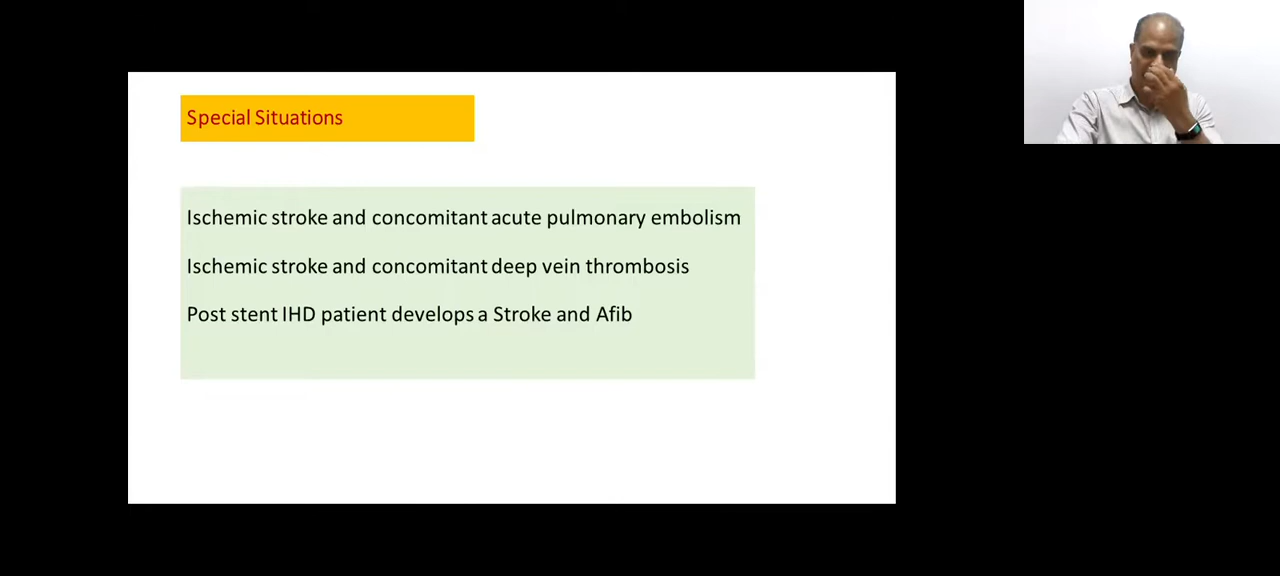 Special Situations
Ischemic stroke and concomitant acute pulmonary embolism
Ischemic stroke and concomitant deep vein thrombosis
Post stent IHD patient develops a Stroke and Afib